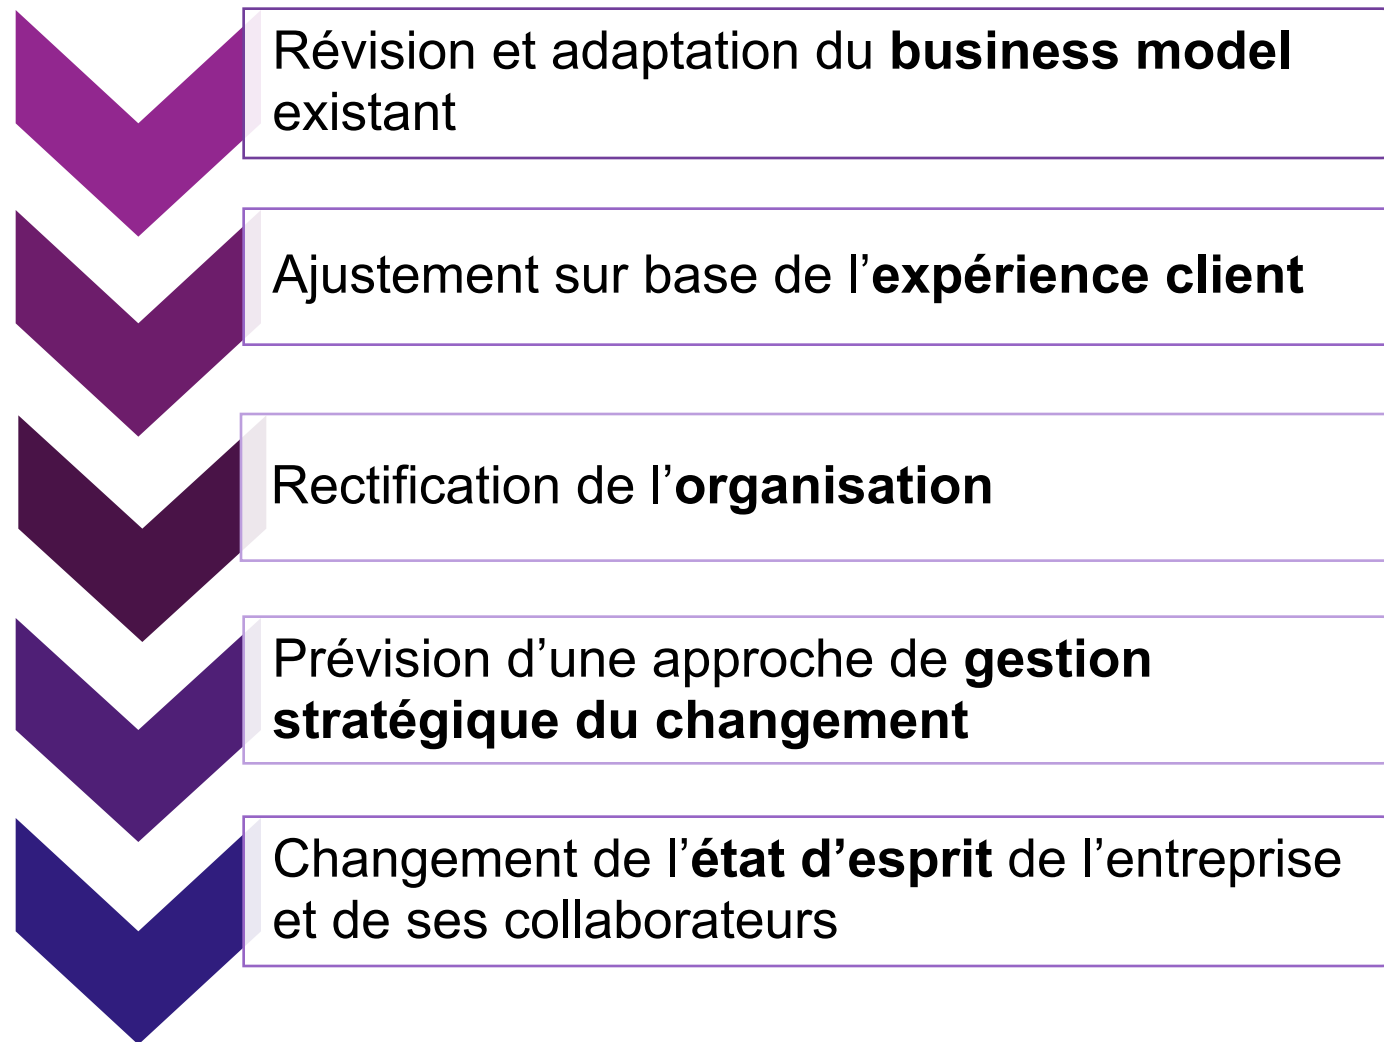 Révision et adaptation du business model
existant
Ajustement sur base de l’expérience client
Rectification de l’organisation
Prévision d’une approche de gestion
stratégique du changement
Changement de l’état d’esprit de l’entreprise
et de ses collaborateurs